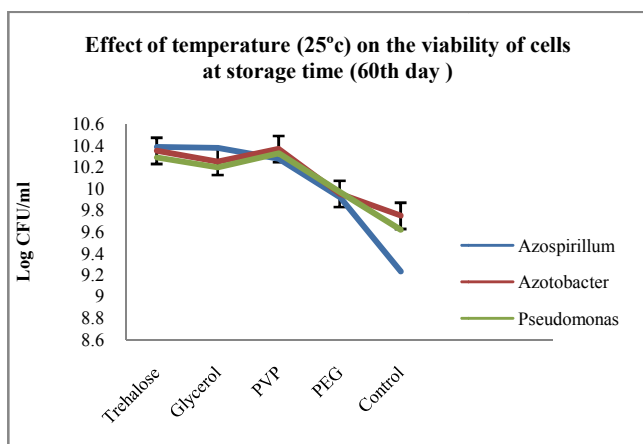 Effect of temperature (25ºc) on the viability of cells
at storage time (60th day )
10.6
10.4
10.2
10
9.8
9.6
9.4
9.2
9
8.8
8.6
Log CFU/ml
Trehalose
Glycerol
PVP
PEG
Control
Azospirillum
Azotobacter
Pseudomonas